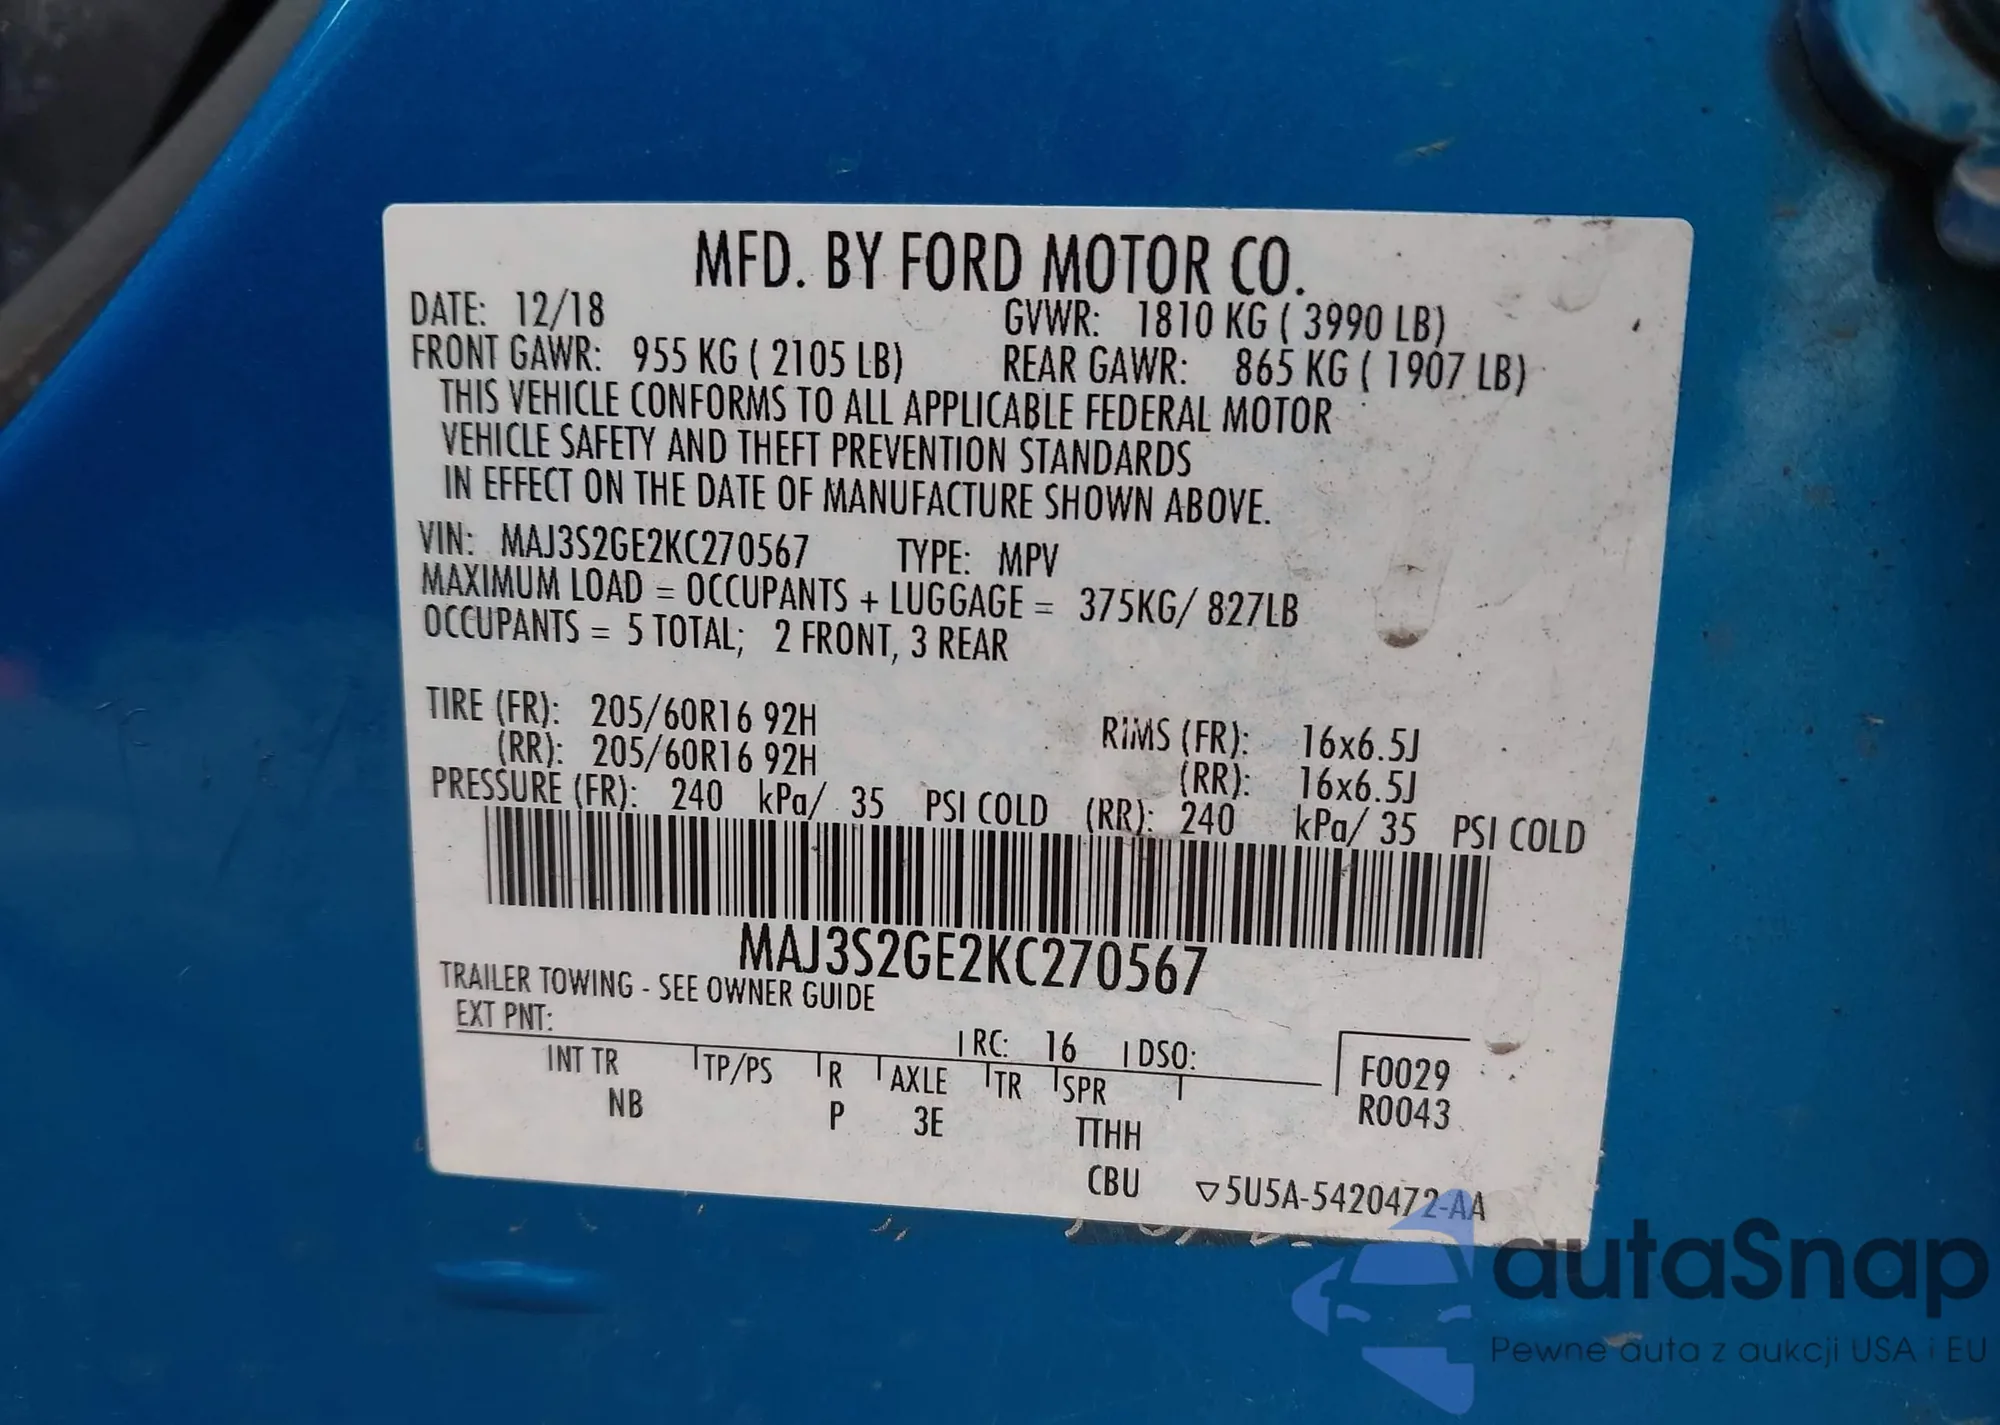 MFD. BY FORD MOTOR CO.
DATE: 12/18 GVWR: 1810 KG ( 3990 LB)
FRONT GAWR: 955 KG ( 2105 LB) REAR GAWR: 865 KG ( 1907 LB)
THIS VEHICLE CONFORMS TO ALL APPLICABLE FEDERAL MOTOR
VEHICLE SAFETY AND THEFT PREVENTION STANDARDS
IN EFFECT ON THE DATE OF MANUFACTURE SHOWN ABOVE.
VIN: MAJ3S2GE2KC270567 TYPE: MPV
MAXIMUM LOAD = OCCUPANTS + LUGGAGE = 375KG/ 827LB
OCCUPANTS = 5 TOTAL; 2 FRONT, 3 REAR
TIRE (FR): 205/60R16 92H RIMS (FR): 16x6.5J
(RR): 205/60R16 92H (RR): 16x6.5J
PRESSURE (FR): 240 kPa/ 35 PSI COLD (RR): 240 kPa/ 35 PSI COLD
MAJ3S2GE2KC270567
TRAILER TOWING - SEE OWNER GUIDE
EXT PNT: RC: 16 DSO:
INT TR TP/PS R AXLE TR SPR F0029
NB P 3E TTHH R0043
CBU ▽5U5A-5420472-AA
autaSnap
Pewne auta z aukcji USA i EU